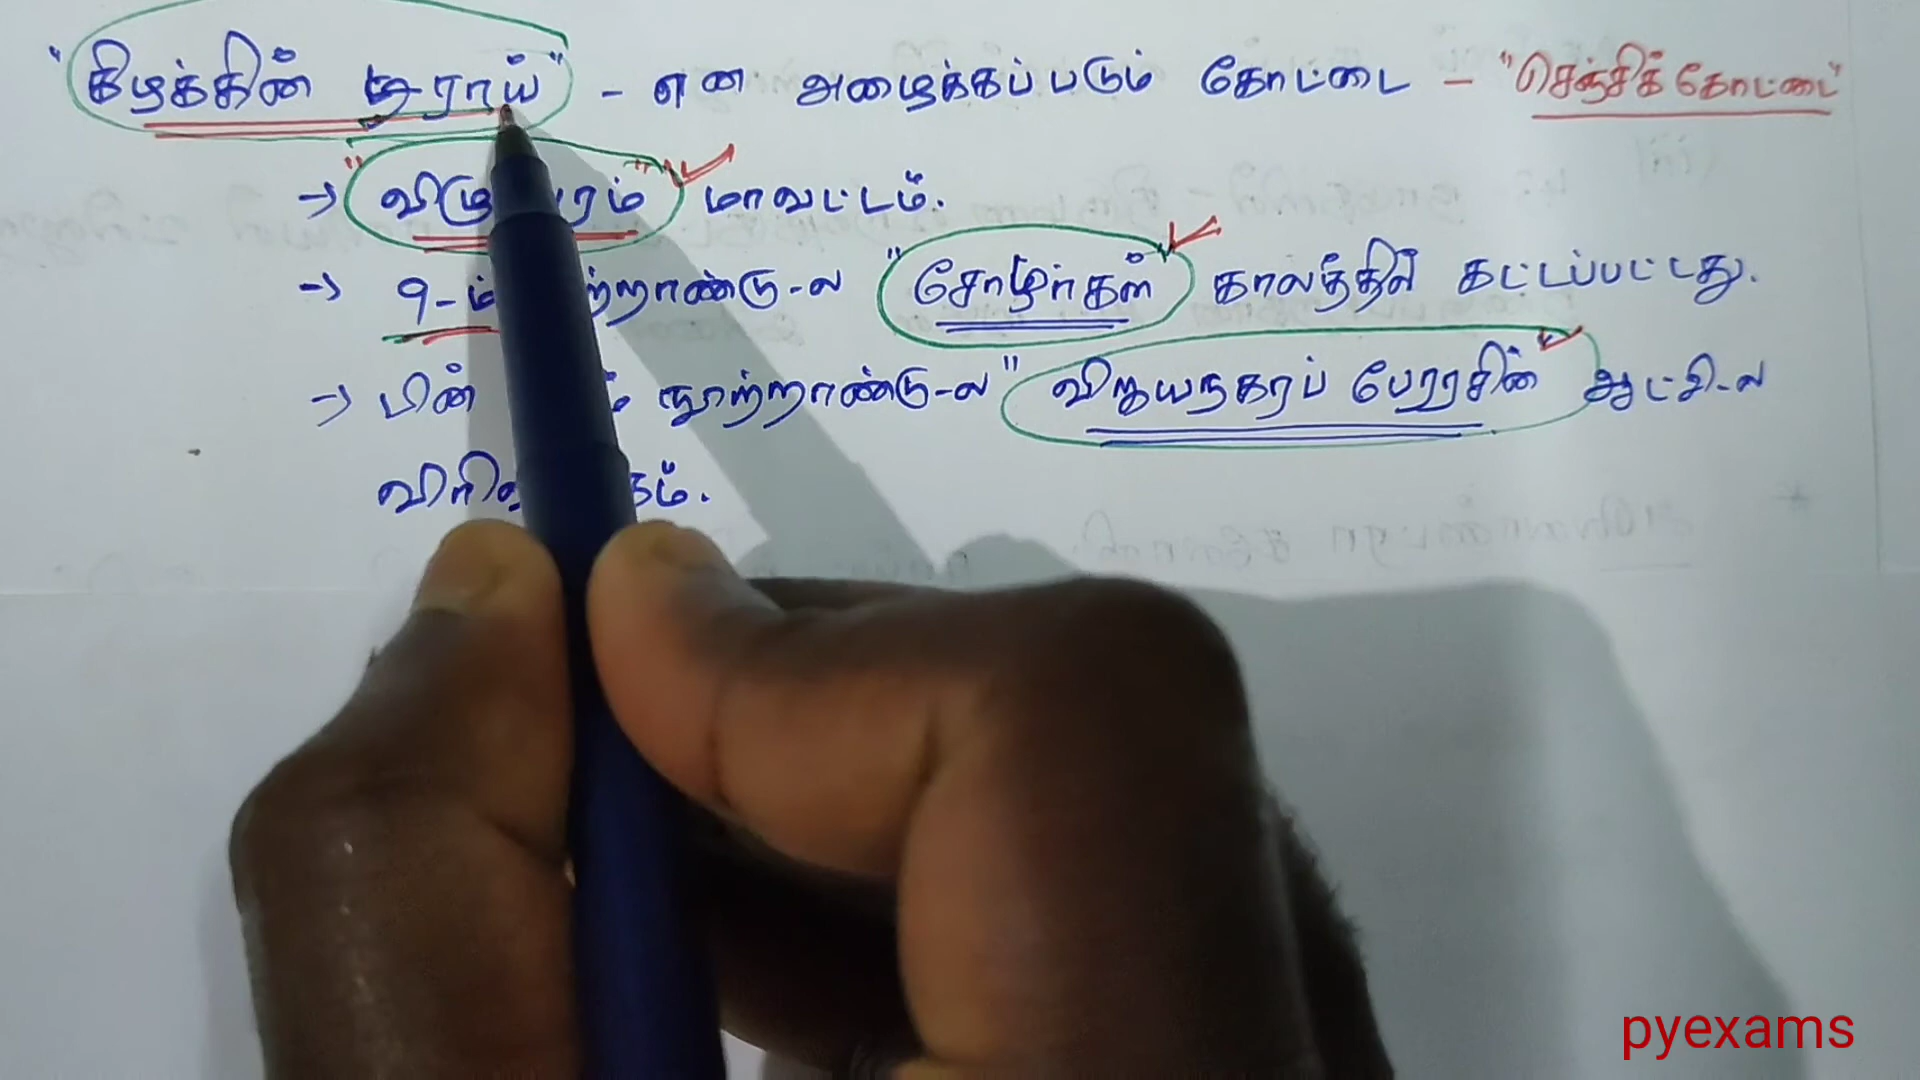 "கிழக்கின் டிராய்" - என அழைக்கப்படும் கோட்டை - "செஞ்சிக்கோட்டை"
→ "விழு ரம்" மாவட்டம்.
→ 9-ம் ற்றாண்டு-ல "சோழர்கள்" காலத்தில் கட்டப்பட்டது.
→ பின் நூற்றாண்டு-ல "விஜயநகரப் பேரரசின்" ஆட்சி-ல
pyexams